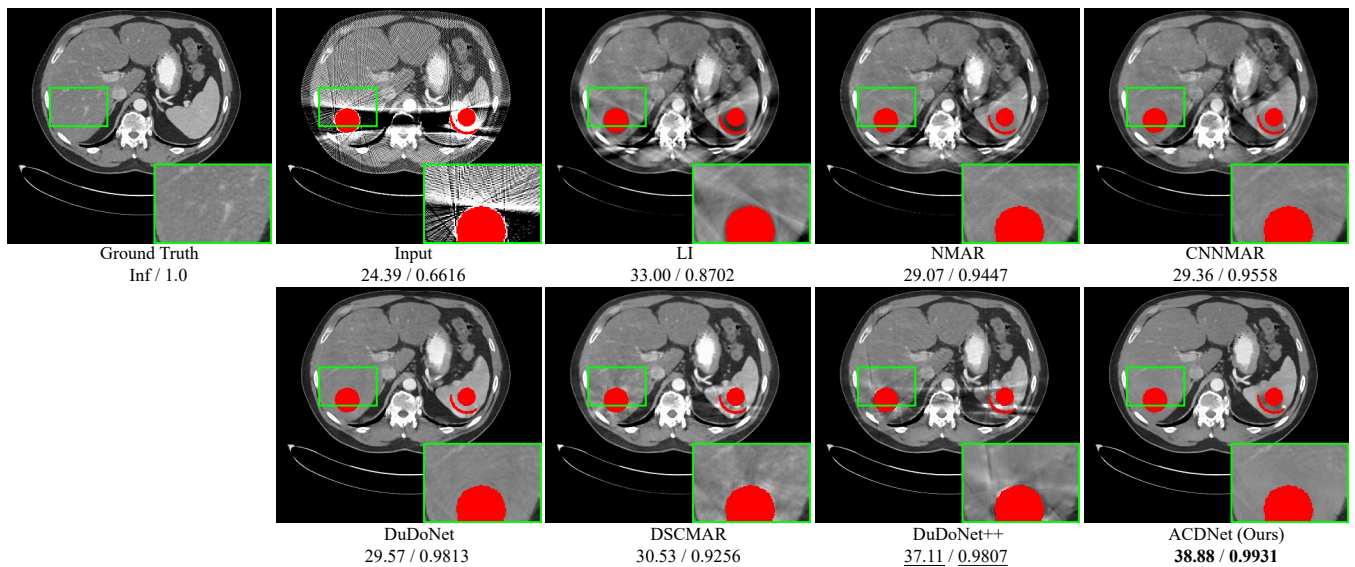 Ground Truth
Inf / 1.0
Input
24.39 / 0.6616
LI
33.00 / 0.8702
NMAR
29.07 / 0.9447
CNNMAR
29.36 / 0.9558
DuDoNet
29.57 / 0.9813
DSCMAR
30.53 / 0.9256
DuDoNet++
37.11 / 0.9807
ACDNet (Ours)
38.88 / 0.9931